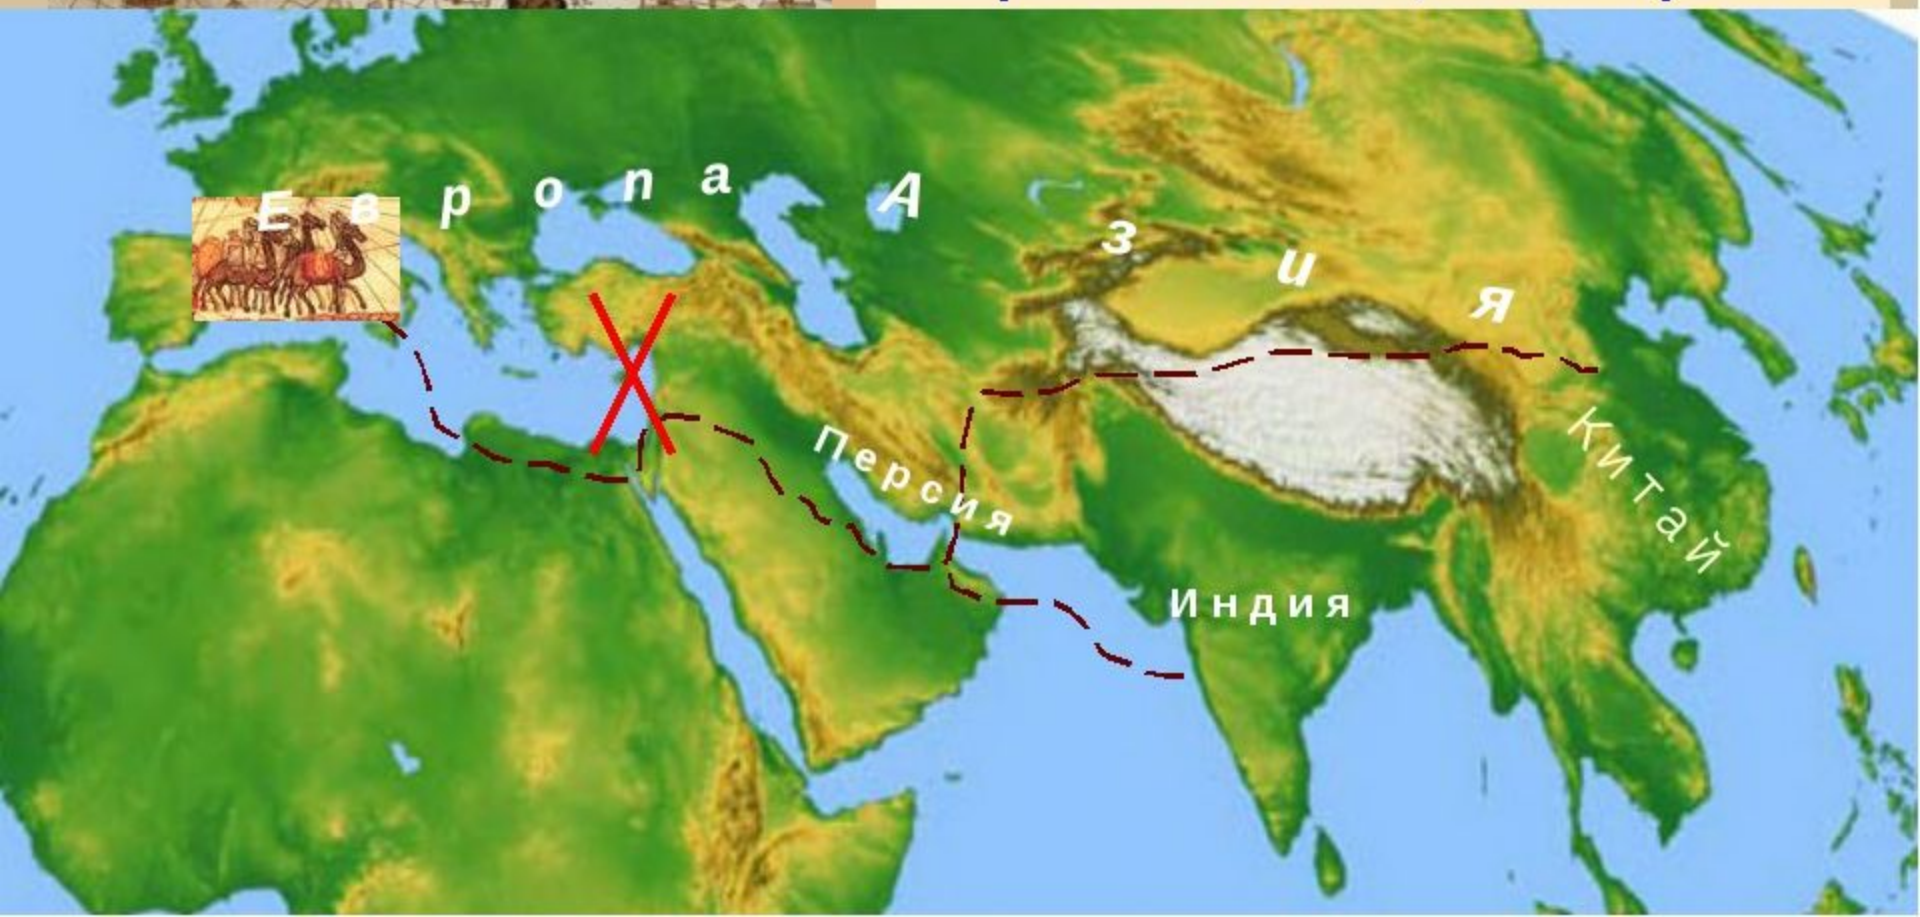 Европа
Азия
Персия
Китай
Индия